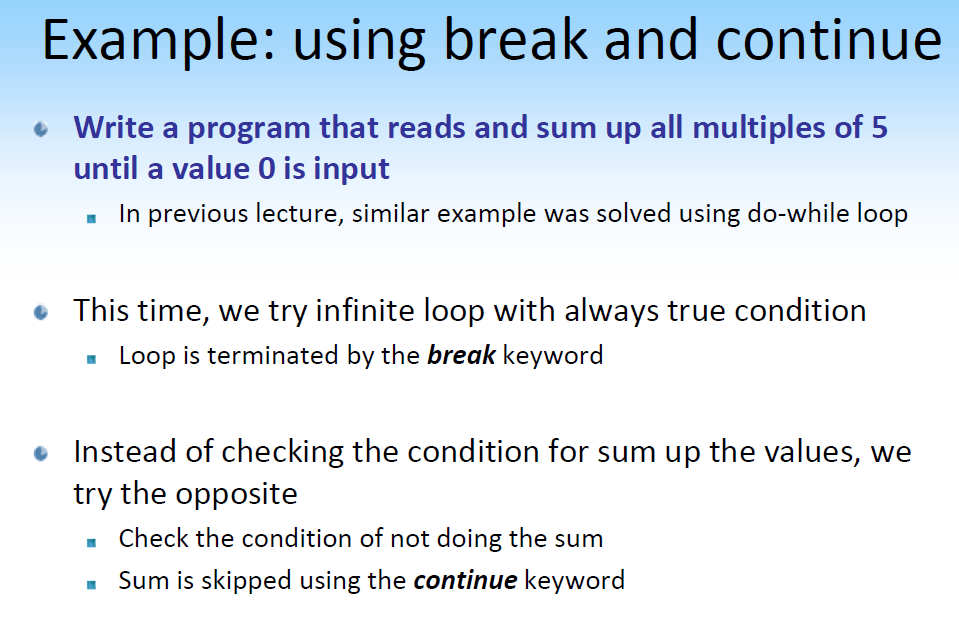 Example: using break and continue
Write a program that reads and sum up all multiples of 5
until a value 0 is input
In previous lecture, similar example was solved using do-while loop
This time, we try infinite loop with always true condition
Loop is terminated by the break keyword
Instead of checking the condition for sum up the values, we
try the opposite
Check the condition of not doing the sum
Sum is skipped using the continue keyword